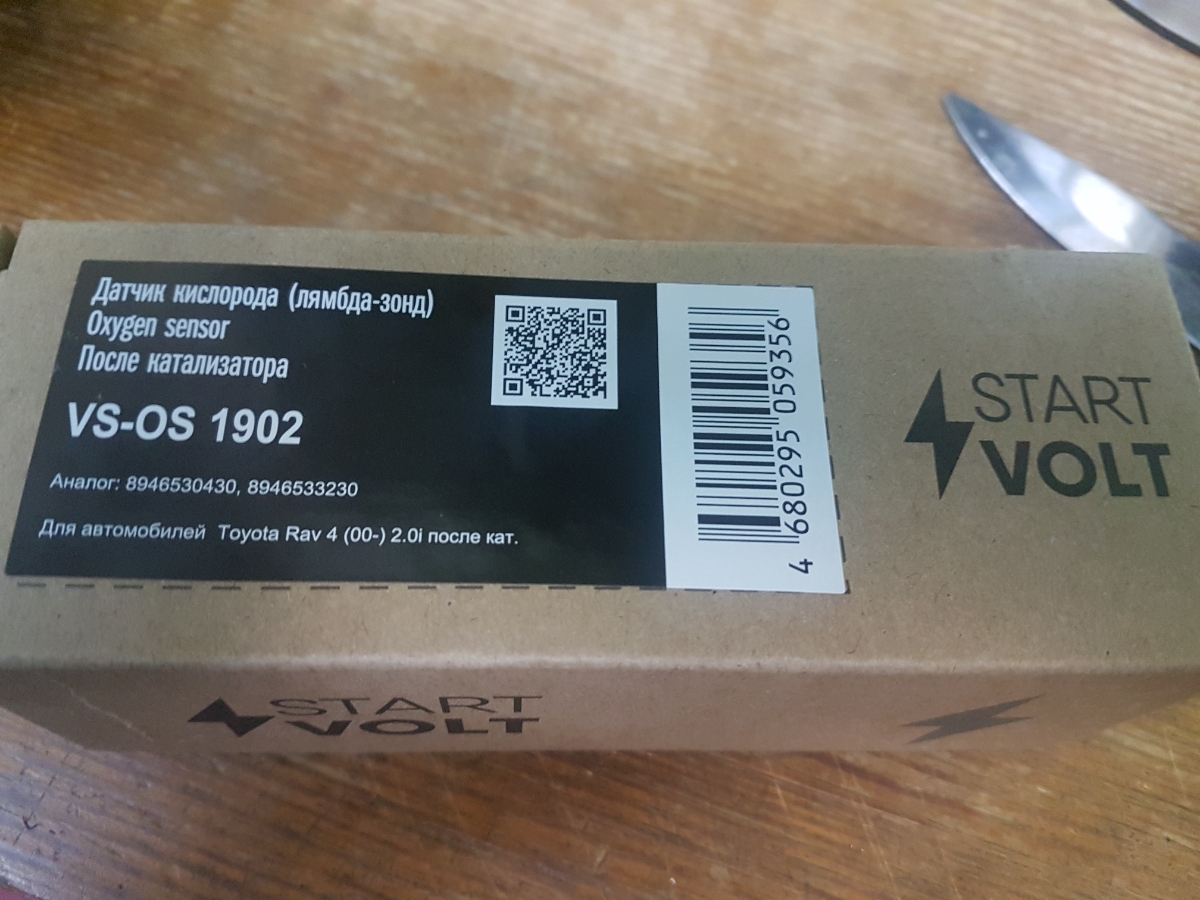 Датчик кислорода (лямбда-зонд)
Oxygen sensor
После катализатора
VS-OS 1902
Аналог: 8946530430, 8946533230
Для автомобилей Toyota Rav 4 (00-) 2.0i после кат.
4 680295 059356
START
VOLT
START
VOLT